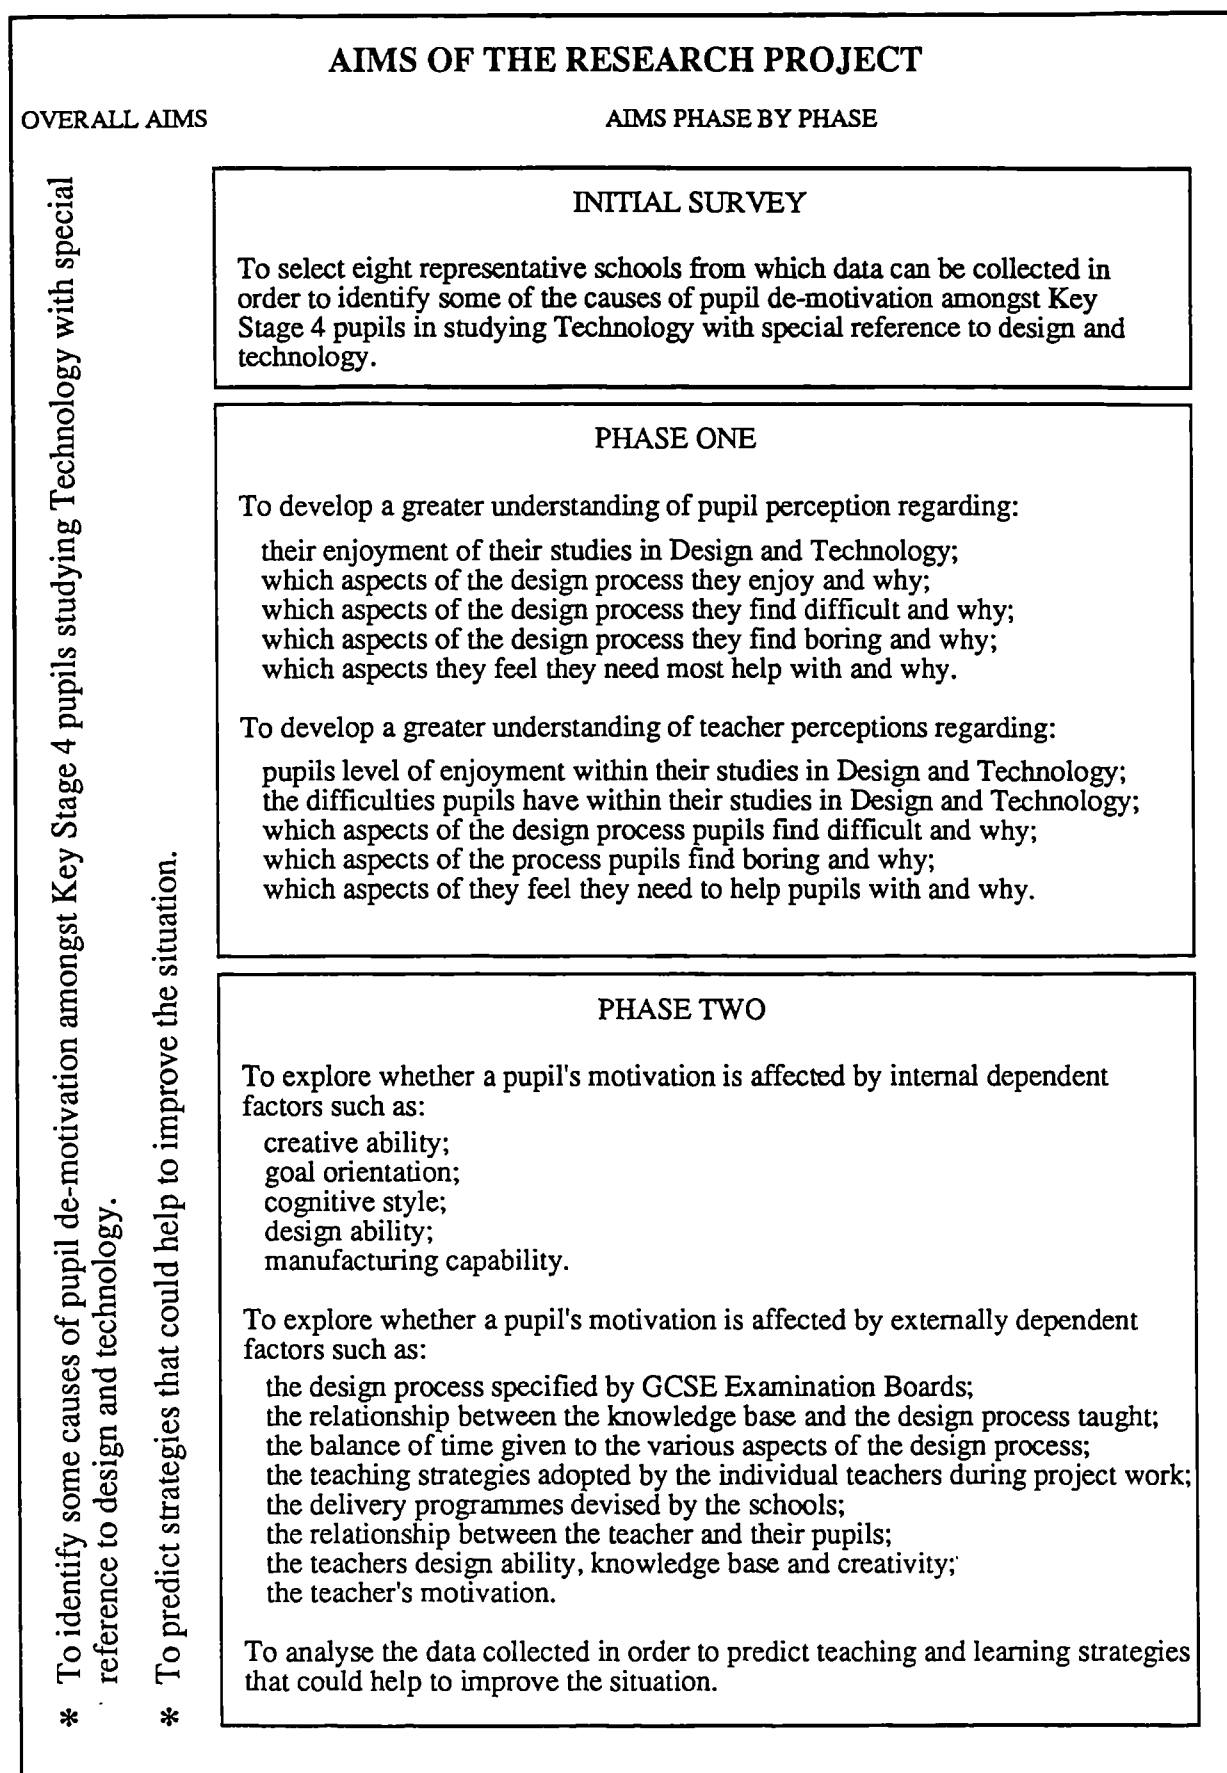 AIMS OF THE RESEARCH PROJECT
OVERALL AIMS
AIMS PHASE BY PHASE
* To identify some causes of pupil de-motivation amongst Key Stage 4 pupils studying Technology with special
reference to design and technology.
* To predict strategies that could help to improve the situation.
INITIAL SURVEY
To select eight representative schools from which data can be collected in
order to identify some of the causes of pupil de-motivation amongst Key
Stage 4 pupils in studying Technology with special reference to design and
technology.
PHASE ONE
To develop a greater understanding of pupil perception regarding:
their enjoyment of their studies in Design and Technology;
which aspects of the design process they enjoy and why;
which aspects of the design process they find difficult and why;
which aspects of the design process they find boring and why;
which aspects they feel they need most help with and why.
To develop a greater understanding of teacher perceptions regarding:
pupils level of enjoyment within their studies in Design and Technology;
the difficulties pupils have within their studies in Design and Technology;
which aspects of the design process pupils find difficult and why;
which aspects of the process pupils find boring and why;
which aspects of they feel they need to help pupils with and why.
PHASE TWO
To explore whether a pupil's motivation is affected by internal dependent
factors such as:
creative ability;
goal orientation;
cognitive style;
design ability;
manufacturing capability.
To explore whether a pupil's motivation is affected by externally dependent
factors such as:
the design process specified by GCSE Examination Boards;
the relationship between the knowledge base and the design process taught;
the balance of time given to the various aspects of the design process;
the teaching strategies adopted by the individual teachers during project work;
the delivery programmes devised by the schools;
the relationship between the teacher and their pupils;
the teachers design ability, knowledge base and creativity;
the teacher's motivation.
To analyse the data collected in order to predict teaching and learning strategies
that could help to improve the situation.